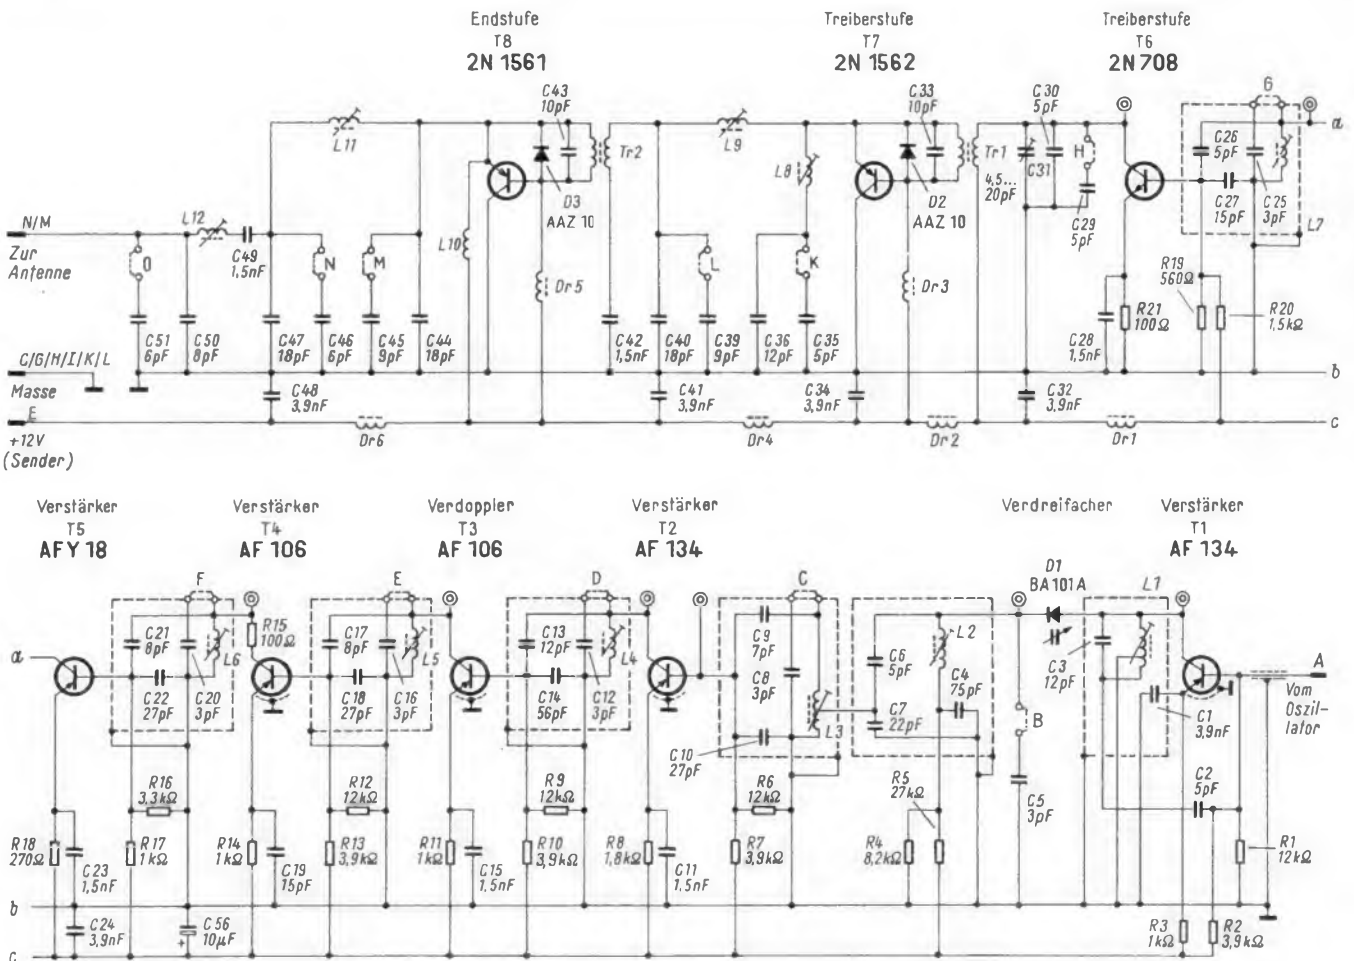 Endstufe
T8
2N 1561
Treiberstufe
T7
2N 1562
Treiberstufe
T6
2N 708
C43
10pF
C33
10pF
C30
5pF
G
a
L11
Tr2
L9
Tr1
H
C26
5pF
L8
C31
4,5...
20pF
C29
5pF
C27
15pF
C25
3pF
L7
D3
AAZ 10
D2
AAZ 10
N/M
Zur
Antenne
L12
O
C49
1,5nF
N
M
L10
Dr5
L
K
Dr3
R19
560Ω
R21
100Ω
R20
1,5kΩ
C51
6pF
C50
8pF
C47
18pF
C46
6pF
C45
9pF
C44
18pF
C42
1,5nF
C40
18pF
C39
9pF
C36
12pF
C35
5pF
C28
1,5nF
C/G/H/I/K/L
Masse
b
C48
3,9nF
C41
3,9nF
C34
3,9nF
C32
3,9nF
E
+12V
(Sender)
Dr6
Dr4
Dr2
Dr1
c
Verstärker
T5
AFY 18
Verstärker
T4
AF 106
Verdoppler
T3
AF 106
Verstärker
T2
AF 134
Verdreifacher
D1
BA 101 A
Verstärker
T1
AF 134
F
E
D
C
L1
a
C21
8pF
R15
100Ω
L6
C17
8pF
L5
C13
12pF
L4
C9
7pF
C8
3pF
C6
5pF
L2
C4
75pF
C3
12pF
A
Vom
Oszil-
lator
C22
27pF
C20
3pF
C18
27pF
C16
3pF
C14
56pF
C12
3pF
C10
27pF
L3
C7
22pF
B
C1
3,9nF
R16
3,3kΩ
R12
12kΩ
R9
12kΩ
R6
12kΩ
R5
27kΩ
C5
3pF
C2
5pF
R18
270Ω
C23
1,5nF
R17
1kΩ
R14
1kΩ
C19
15pF
R13
3,9kΩ
R11
1kΩ
C15
1,5nF
R10
3,9kΩ
R8
1,8kΩ
C11
1,5nF
R7
3,9kΩ
R4
8,2kΩ
R1
12kΩ
b
C24
3,9nF
C56
10µF
+
R3
1kΩ
R2
3,9kΩ
c